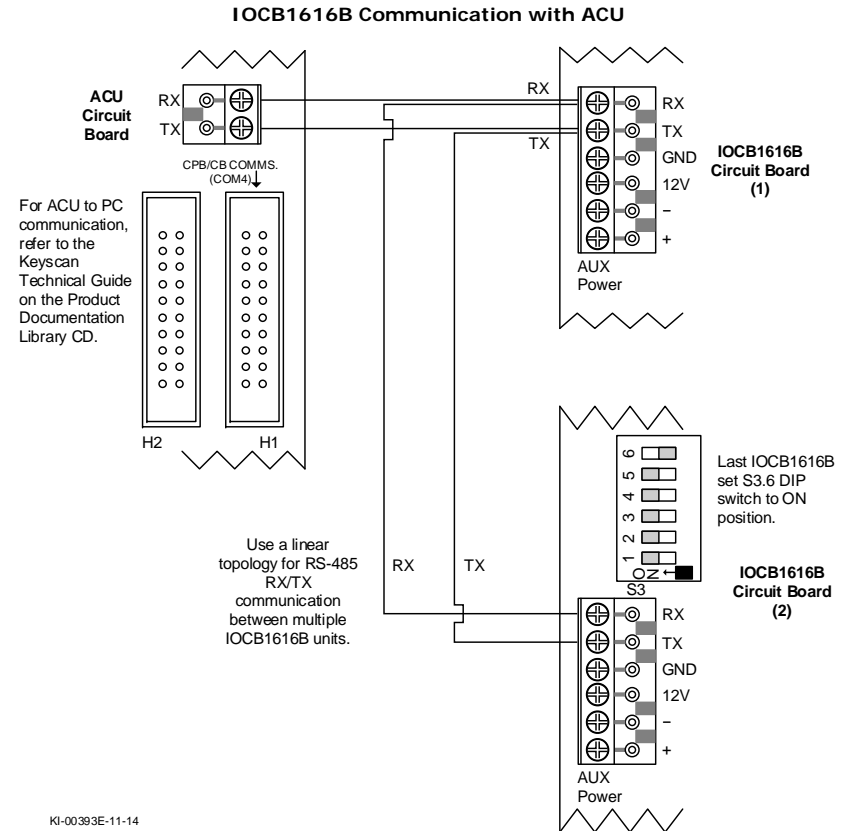 IOCB1616B Communication with ACU
ACU
Circuit
Board
RX
TX
CPB/CB COMMS.
(COM4)
For ACU to PC
communication,
refer to the
Keyscan
Technical Guide
on the Product
Documentation
Library CD.
H2
H1
RX
TX
RX
TX
GND
12V
–
+
AUX
Power
IOCB1616B
Circuit Board
(1)
Use a linear
topology for RS-485
RX/TX
communication
between multiple
IOCB1616B units.
RX
TX
6
5
4
3
2
1
ON
S3
Last IOCB1616B
set S3.6 DIP
switch to ON
position.
IOCB1616B
Circuit Board
(2)
RX
TX
GND
12V
–
+
AUX
Power
KI-00393E-11-14